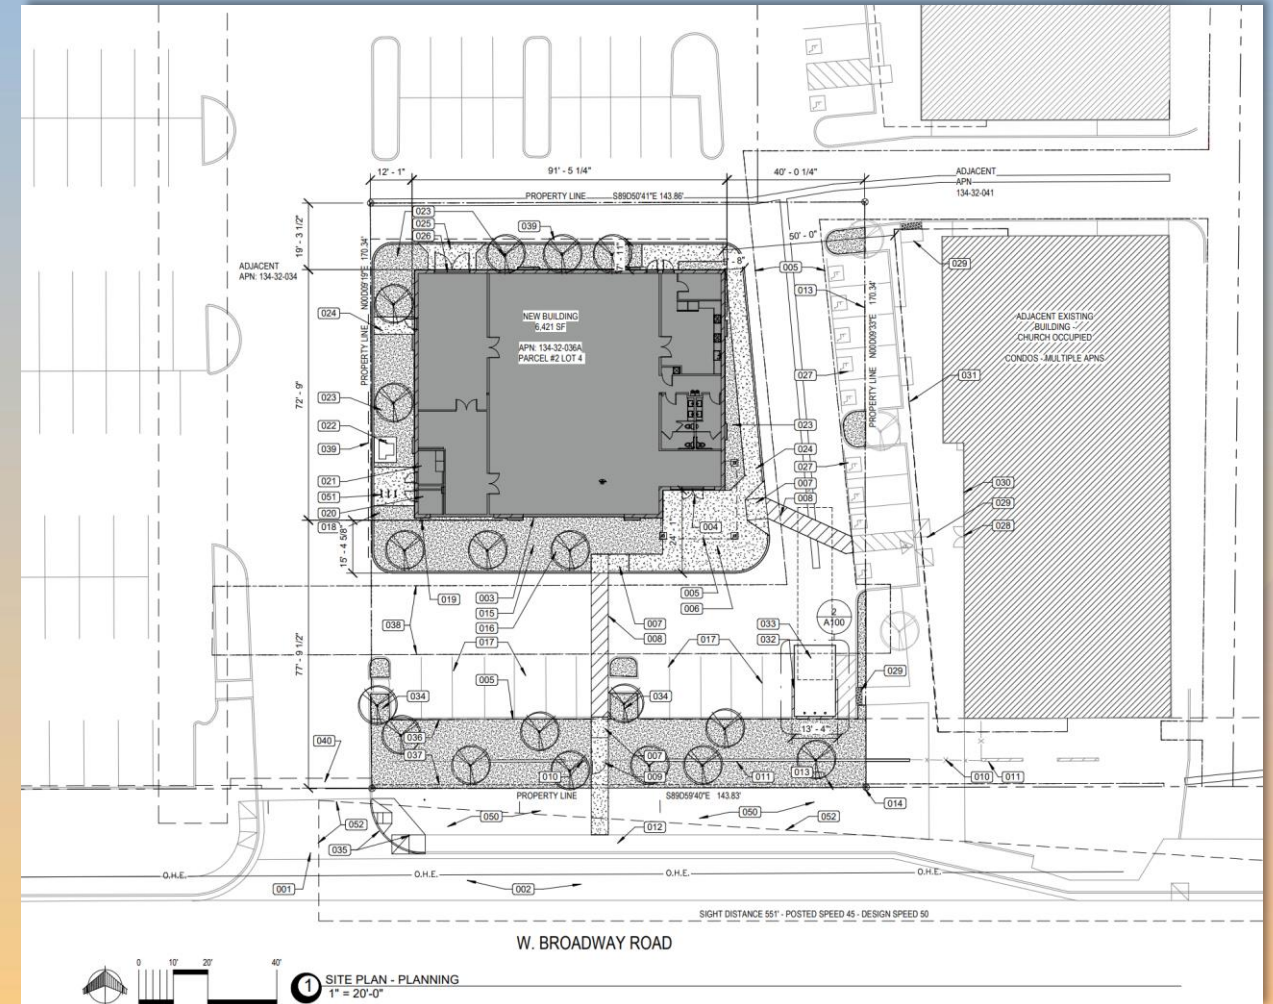 12' - 1"
91' - 5 1/4"
40' - 0 1/4"
ADJACENT
APN
134-32-041
PROPERTY LINE S89D50'41"E 143.86'
023
025
026
039
19' - 3 1/2"
50' - 0"
ADJACENT
APN: 134-32-034
PROPERTY LINE N00D09'19"E 170.34'
005
029
013
024
NEW BUILDING
6,421 SF
APN: 134-32-036A
PARCEL #2 LOT 4
ADJACENT EXISTING
BUILDING -
CHURCH OCCUPIED
CONDOS - MULTIPLE APNS
PROPERTY LINE N00D09'33"E 170.34'
72' - 9"
027
031
023
022
039
023
024
027
007
008
021
051
020
018
030
029
028
004
24' - 1"
15' - 4 5/8"
019
003
015
016
005
006
007
008
038
017
017
033
032
2
A100
77' - 9 1/2"
005
029
034
034
13' - 4"
036
037
040
007
009
010
011
013
010
011
PROPERTY LINE S89D59'40"E 143.83'
014
052
050
050
052
035
012
O.H.E.
O.H.E.
O.H.E.
O.H.E.
001
002
SIGHT DISTANCE 551' - POSTED SPEED 45 - DESIGN SPEED 50
W. BROADWAY ROAD
0 10' 20' 40'
1
SITE PLAN - PLANNING
1" = 20'-0"